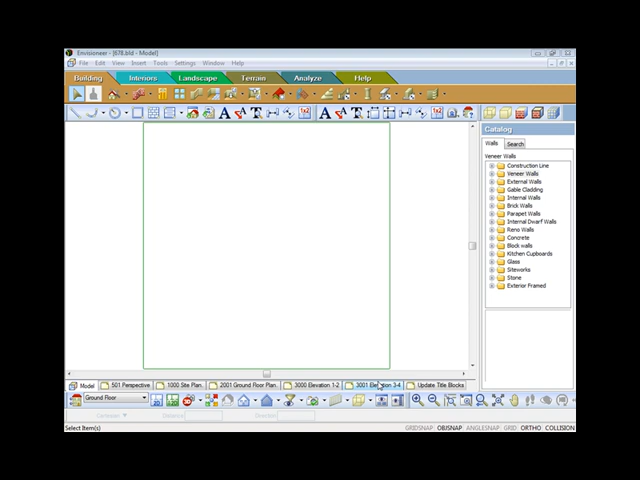 Envisioneer - [678.bld - Model]
File Edit View Insert Tools Settings Window Help
Building Interiors Landscape Terrain Analyze Help
Catalog
Walls Search
Veneer Walls
Construction Line
Veneer Walls
External Walls
Gable Cladding
Internal Walls
Brick Walls
Parapet Walls
Internal Dwarf Walls
Reno Walls
Concrete
Block walls
Kitchen Cupboards
Glass
Siteworks
Stone
Exterior Framed
Model 501 Perspective 1000 Site Plan 2001 Ground Floor Plan 3000 Elevation 1-2 3001 Elevation 3-4 Update Title Blocks
Ground Floor
Distance Direction
Select Item(s) GRIDSNAP OBJSNAP ANGLESNAP GRID ORTHO COLLISION